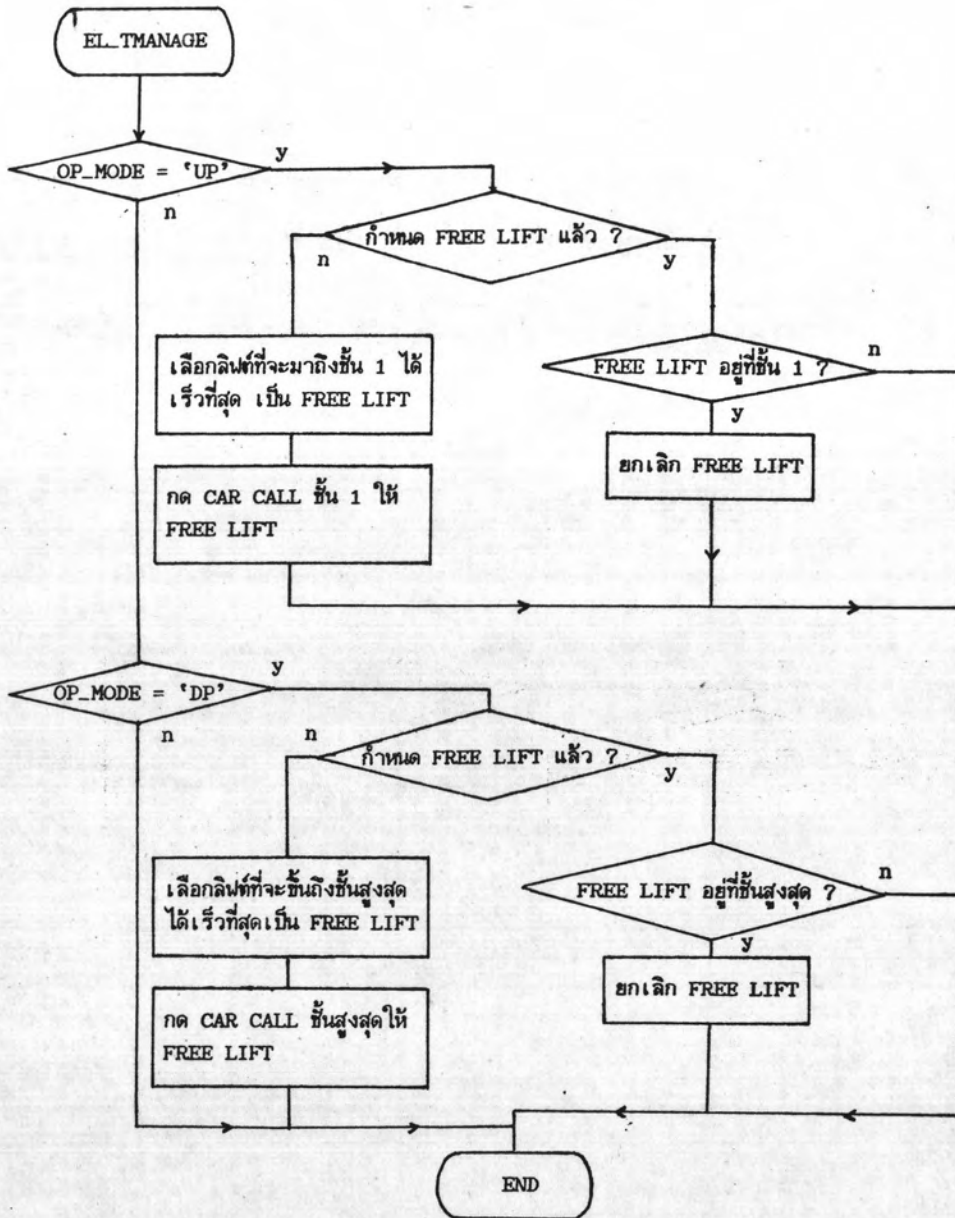 EL_TMANAGE
OP_MODE = 'UP'
y
n
กำหนด FREE LIFT แล้ว ?
n
y
เลือกลิฟท์ที่จะมาถึงชั้น 1 ได้
เร็วที่สุด เป็น FREE LIFT
FREE LIFT อยู่ที่ชั้น 1 ?
n
y
กด CAR CALL ชั้น 1 ให้
FREE LIFT
ยกเลิก FREE LIFT
OP_MODE = 'DP'
y
n
กำหนด FREE LIFT แล้ว ?
n
y
เลือกลิฟท์ที่จะขึ้นถึงชั้นสูงสุด
ได้เร็วที่สุดเป็น FREE LIFT
FREE LIFT อยู่ที่ชั้นสูงสุด ?
n
y
กด CAR CALL ชั้นสูงสุดให้
FREE LIFT
ยกเลิก FREE LIFT
END